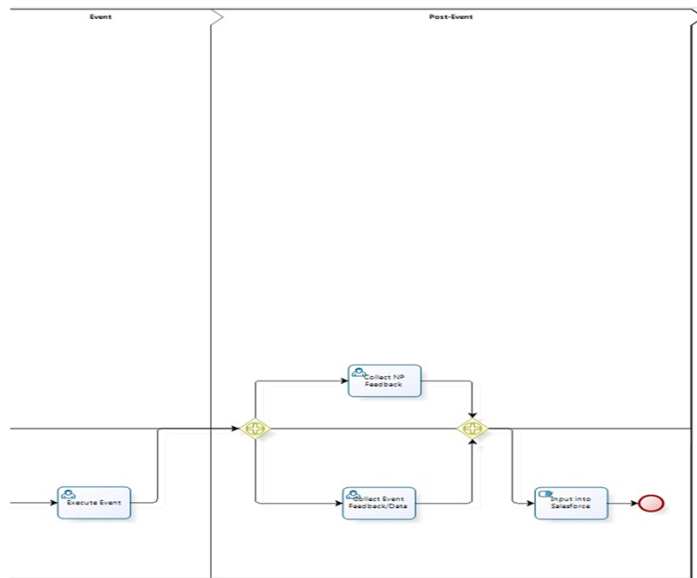 Event
Post-Event
Collect NP
Feedback
Execute Event
Collect Event
Feedback/Data
Input into
Salesforce